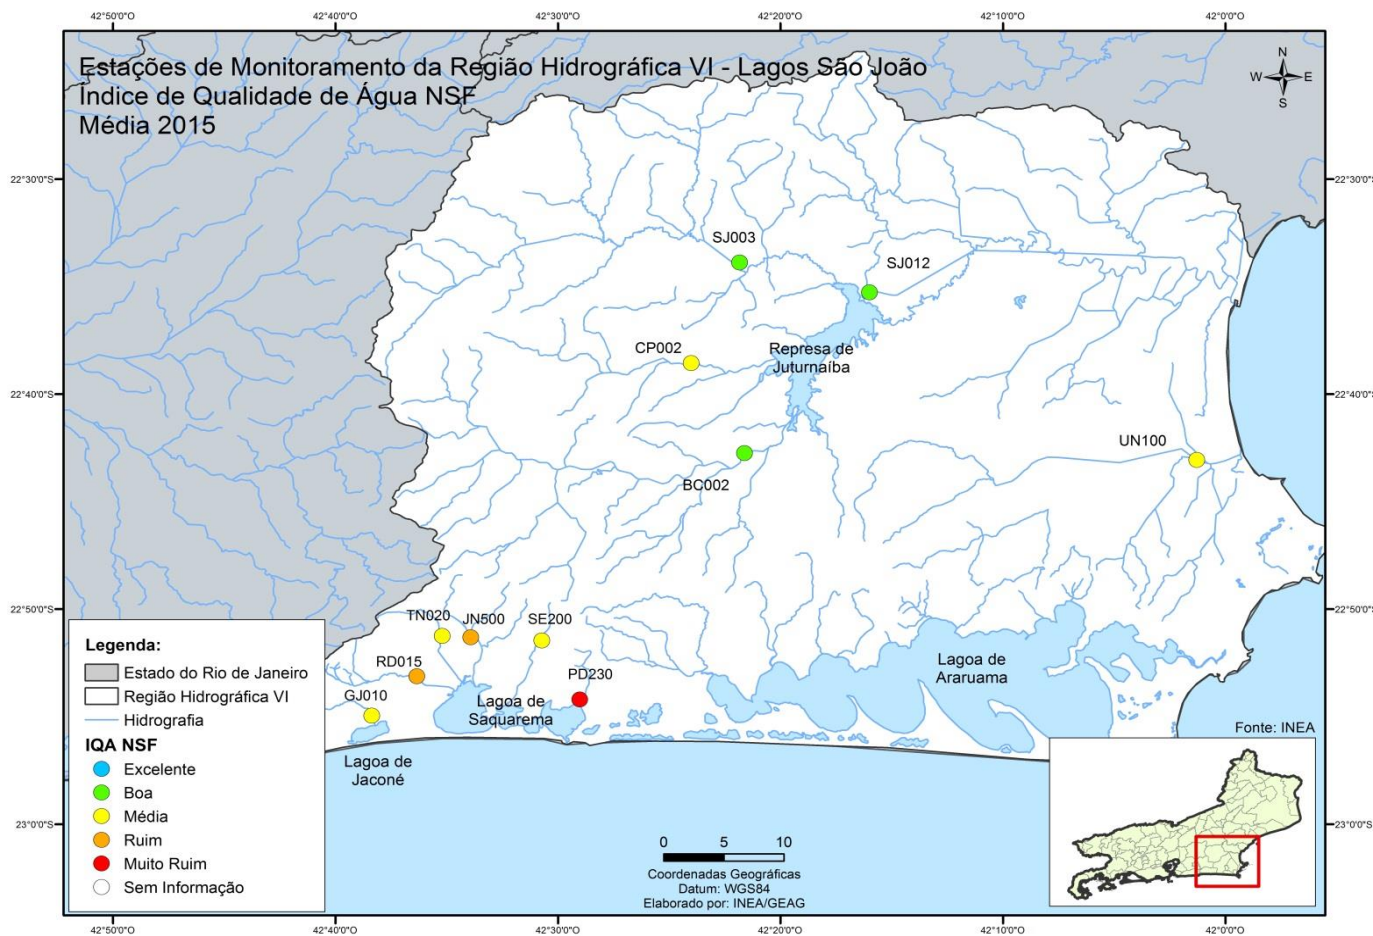 42°50'0"O
42°40'0"O
42°30'0"O
42°20'0"O
42°10'0"O
42°0'0"O
Estações de Monitoramento da Região Hidrográfica VI - Lagos São João
Índice de Qualidade de Água NSF
Média 2015
N
W E
S
22°30'0"S
22°30'0"S
SJ003
SJ012
CP002
Represa de
Juturnaíba
22°40'0"S
22°40'0"S
UN100
BC002
22°50'0"S
22°50'0"S
TN020
JN500
SE200
RD015
PD230
GJ010
Lagoa de
Saquarema
Lagoa de
Araruama
Lagoa de
Jaconé
Legenda:
Estado do Rio de Janeiro
Região Hidrográfica VI
Hidrografia
IQA NSF
Excelente
Boa
Média
Ruim
Muito Ruim
Sem Informação
Fonte: INEA
23°0'0"S
23°0'0"S
0 5 10
Coordenadas Geográficas
Datum: WGS84
Elaborado por: INEA/GEAG
42°50'0"O
42°40'0"O
42°30'0"O
42°20'0"O
42°10'0"O
42°0'0"O